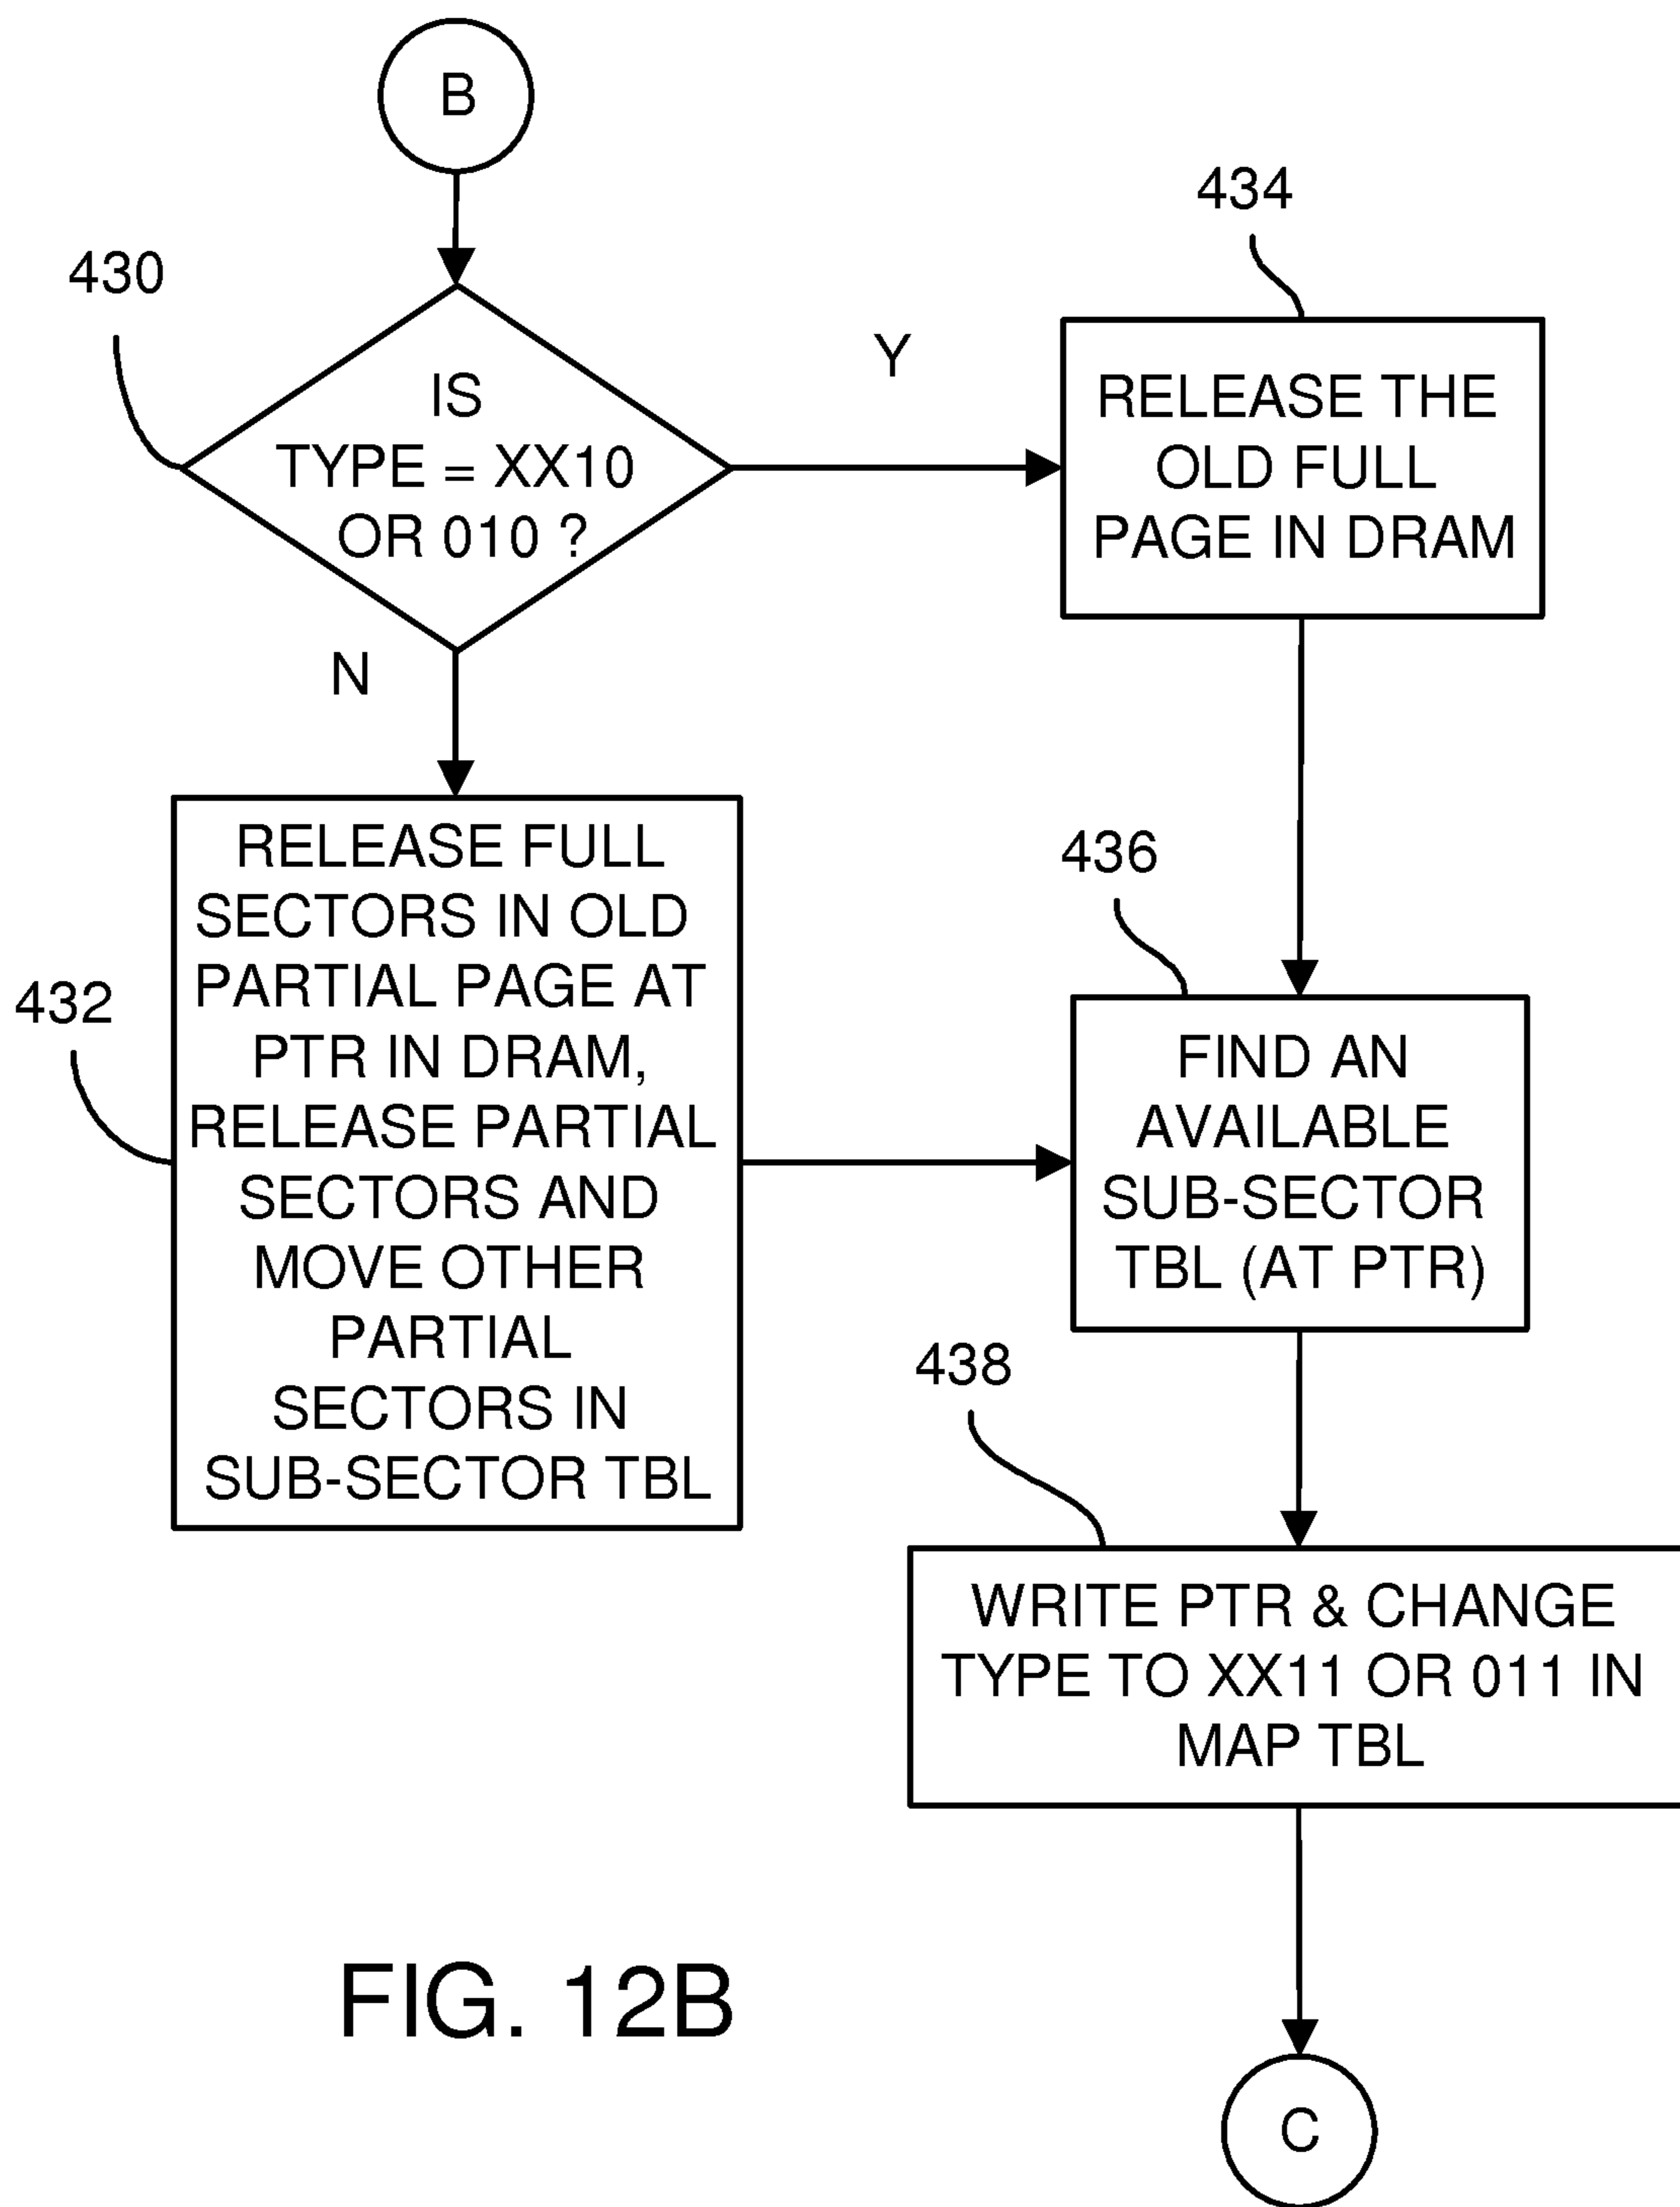 B
430
IS
TYPE = XX10
OR 010 ?
Y
N
434
RELEASE THE
OLD FULL
PAGE IN DRAM
432
RELEASE FULL
SECTORS IN OLD
PARTIAL PAGE AT
PTR IN DRAM,
RELEASE PARTIAL
SECTORS AND
MOVE OTHER
PARTIAL
SECTORS IN
SUB-SECTOR TBL
436
FIND AN
AVAILABLE
SUB-SECTOR
TBL (AT PTR)
438
WRITE PTR & CHANGE
TYPE TO XX11 OR 011 IN
MAP TBL
C
FIG. 12B